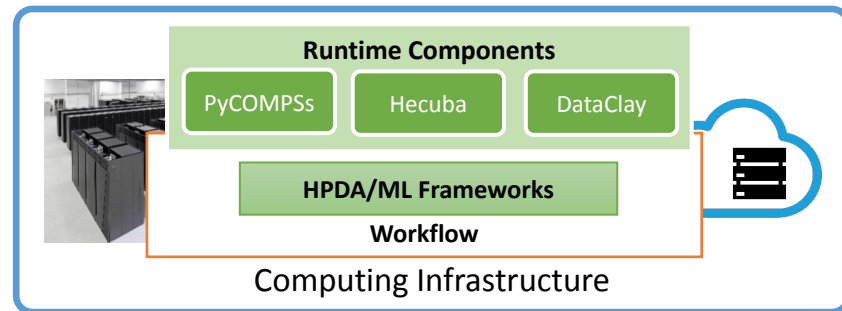 Runtime Components
PyCOMPSs
Hecuba
DataClay
HPDA/ML Frameworks
Workflow
Computing Infrastructure